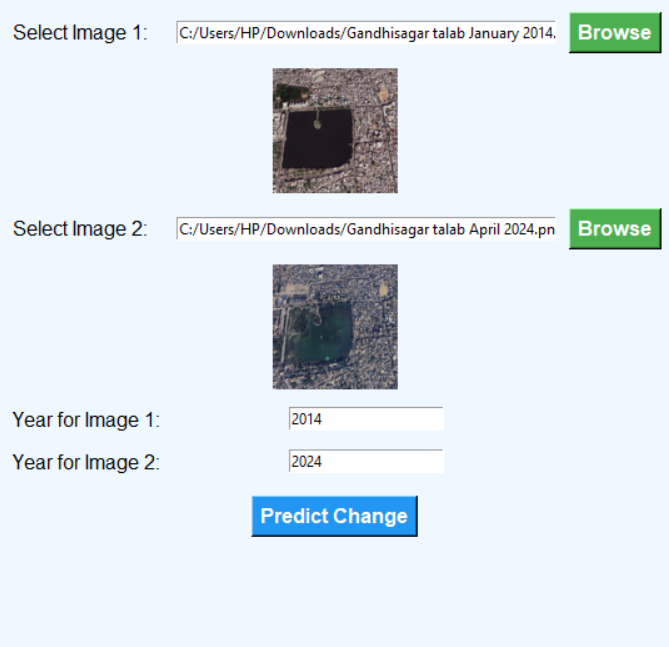 Select Image 1: C:/Users/HP/Downloads/Gandhisagar talab January 2014. Browse
Select Image 2: C:/Users/HP/Downloads/Gandhisagar talab April 2024.pn Browse
Year for Image 1: 2014
Year for Image 2: 2024
Predict Change